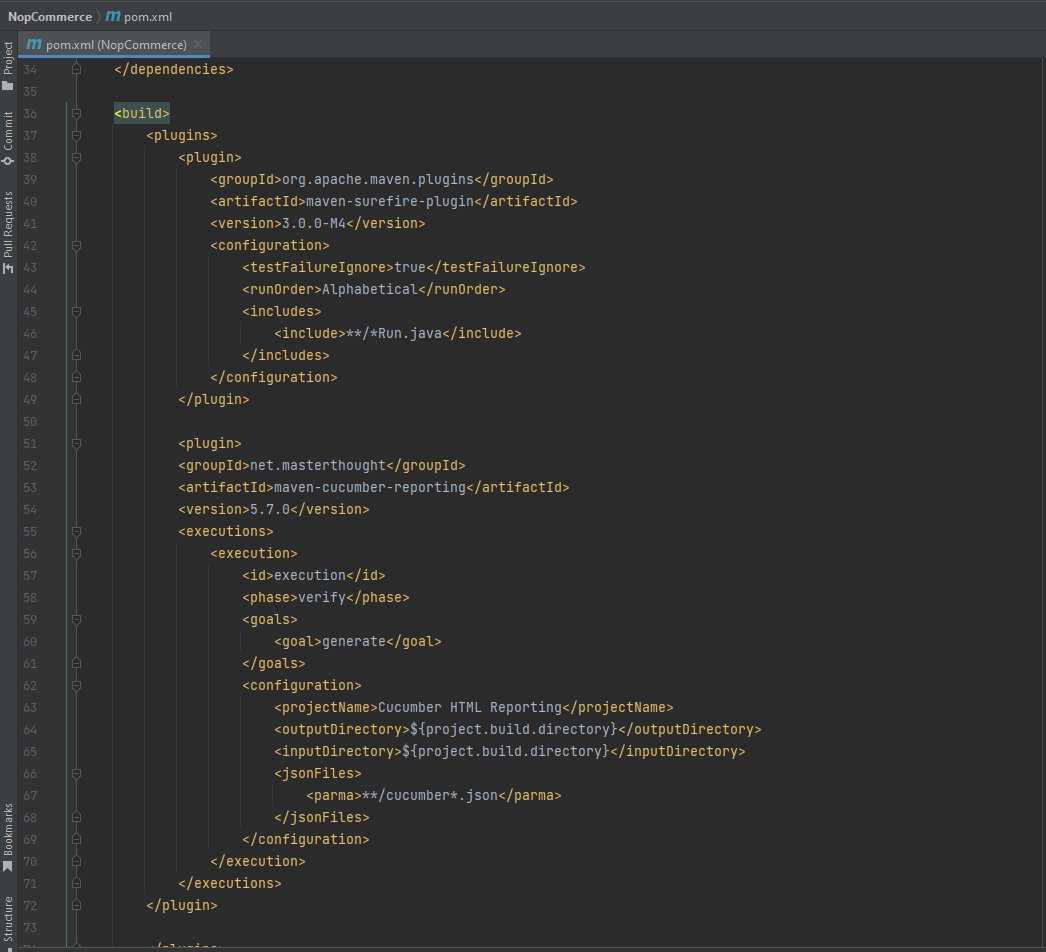 NopCommerce pom.xml
pom.xml (NopCommerce)
Project
Commit
Pull Requests
Bookmarks
Structure
34 </dependencies>
35
36 <build>
37 <plugins>
38 <plugin>
39 <groupId>org.apache.maven.plugins</groupId>
40 <artifactId>maven-surefire-plugin</artifactId>
41 <version>3.0.0-M4</version>
42 <configuration>
43 <testFailureIgnore>true</testFailureIgnore>
44 <runOrder>Alphabetical</runOrder>
45 <includes>
46 <include>**/*Run.java</include>
47 </includes>
48 </configuration>
49 </plugin>
50
51 <plugin>
52 <groupId>net.masterthought</groupId>
53 <artifactId>maven-cucumber-reporting</artifactId>
54 <version>5.7.0</version>
55 <executions>
56 <execution>
57 <id>execution</id>
58 <phase>verify</phase>
59 <goals>
60 <goal>generate</goal>
61 </goals>
62 <configuration>
63 <projectName>Cucumber HTML Reporting</projectName>
64 <outputDirectory>${project.build.directory}</outputDirectory>
65 <inputDirectory>${project.build.directory}</inputDirectory>
66 <jsonFiles>
67 <parma>**/cucumber*.json</parma>
68 </jsonFiles>
69 </configuration>
70 </execution>
71 </executions>
72 </plugin>
73